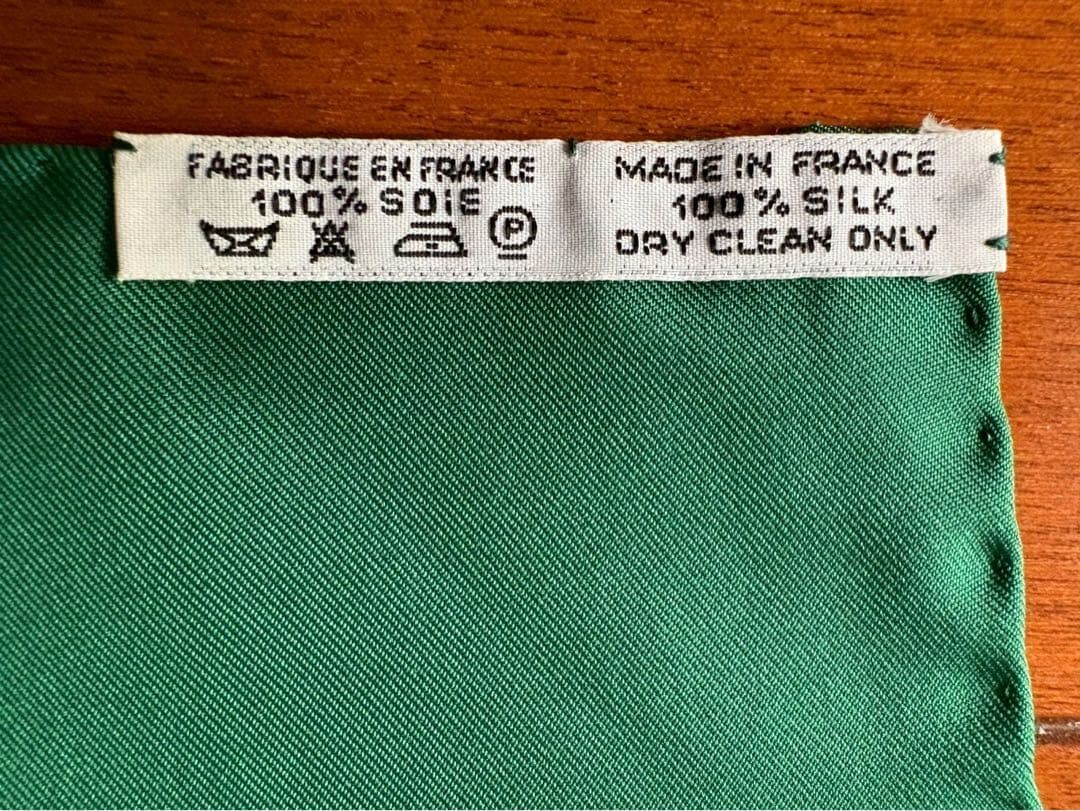 FABRIQUE EN FRANCE
100% SOIE
P
MADE IN FRANCE
100% SILK
DRY CLEAN ONLY